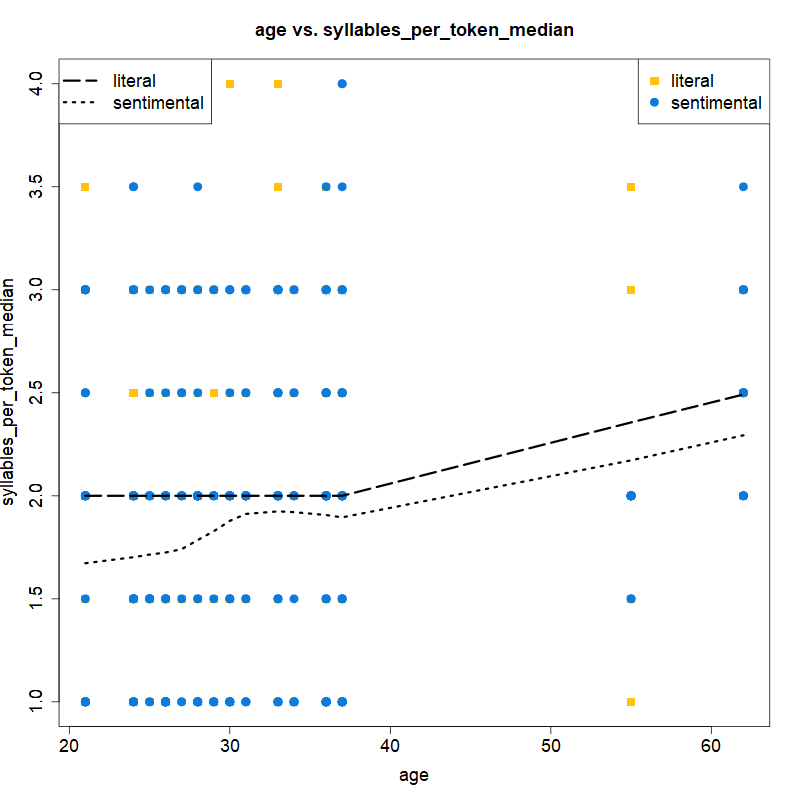 age vs. syllables_per_token_median
literal
sentimental
literal
sentimental
syllables_per_token_median
4.0
3.5
3.0
2.5
2.0
1.5
1.0
20 30 40 50 60
age